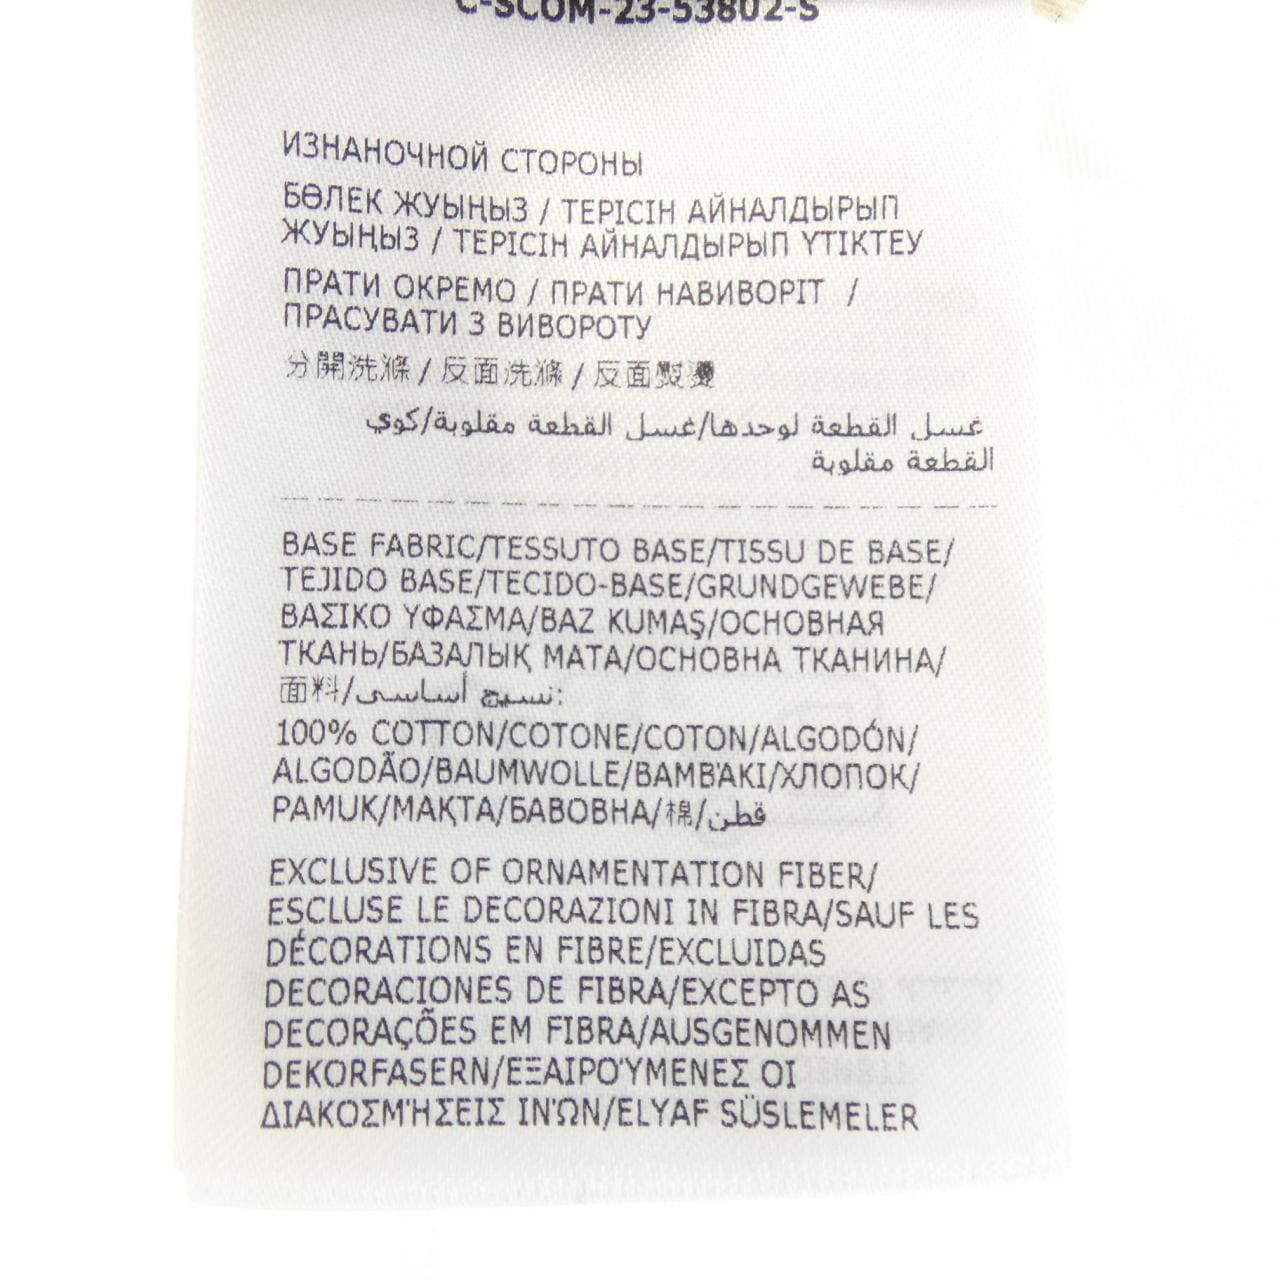 C-SCOM-23-53802-S
ИЗНАНОЧНОЙ СТОРОНЫ
БӨЛЕК ЖУЫҢЫЗ / ТЕРІСІН АЙНАЛДЫРЫП
ЖУЫҢЫЗ / ТЕРІСІН АЙНАЛДЫРЫП ҮТІКТЕУ
ПРАТИ ОКРЕМО / ПРАТИ НАВИВОРІТ /
ПРАСУВАТИ З ВИВОРОТУ
分開洗滌 / 反面洗滌 / 反面熨燙
غسل القطعة لوحدها/غسل القطعة مقلوبة/كوي
القطعة مقلوبة
BASE FABRIC/TESSUTO BASE/TISSU DE BASE/
TEJIDO BASE/TECIDO-BASE/GRUNDGEWEBE/
ΒΑΣΙΚΟ ΥΦΑΣΜΑ/BAZ KUMAŞ/ОСНОВНАЯ
ТКАНЬ/БАЗАЛЫҚ МАТА/ОСНОВНА ТКАНИНА/
面料/نسيج أساسى:
100% COTTON/COTONE/COTON/ALGODÓN/
ALGODÃO/BAUMWOLLE/ΒΑΜΒΆΚΙ/ХЛОПОК/
PAMUK/МАҚТА/БАВОВНА/棉/قطن
EXCLUSIVE OF ORNAMENTATION FIBER/
ESCLUSE LE DECORAZIONI IN FIBRA/SAUF LES
DÉCORATIONS EN FIBRE/EXCLUIDAS
DECORACIONES DE FIBRA/EXCEPTO AS
DECORAÇÕES EM FIBRA/AUSGENOMMEN
DEKORFASERN/ΕΞΑΙΡΟΎΜΕΝΕΣ ΟΙ
ΔΙΑΚΟΣΜΉΣΕΙΣ ΙΝΏΝ/ELYAF SÜSLEMELER